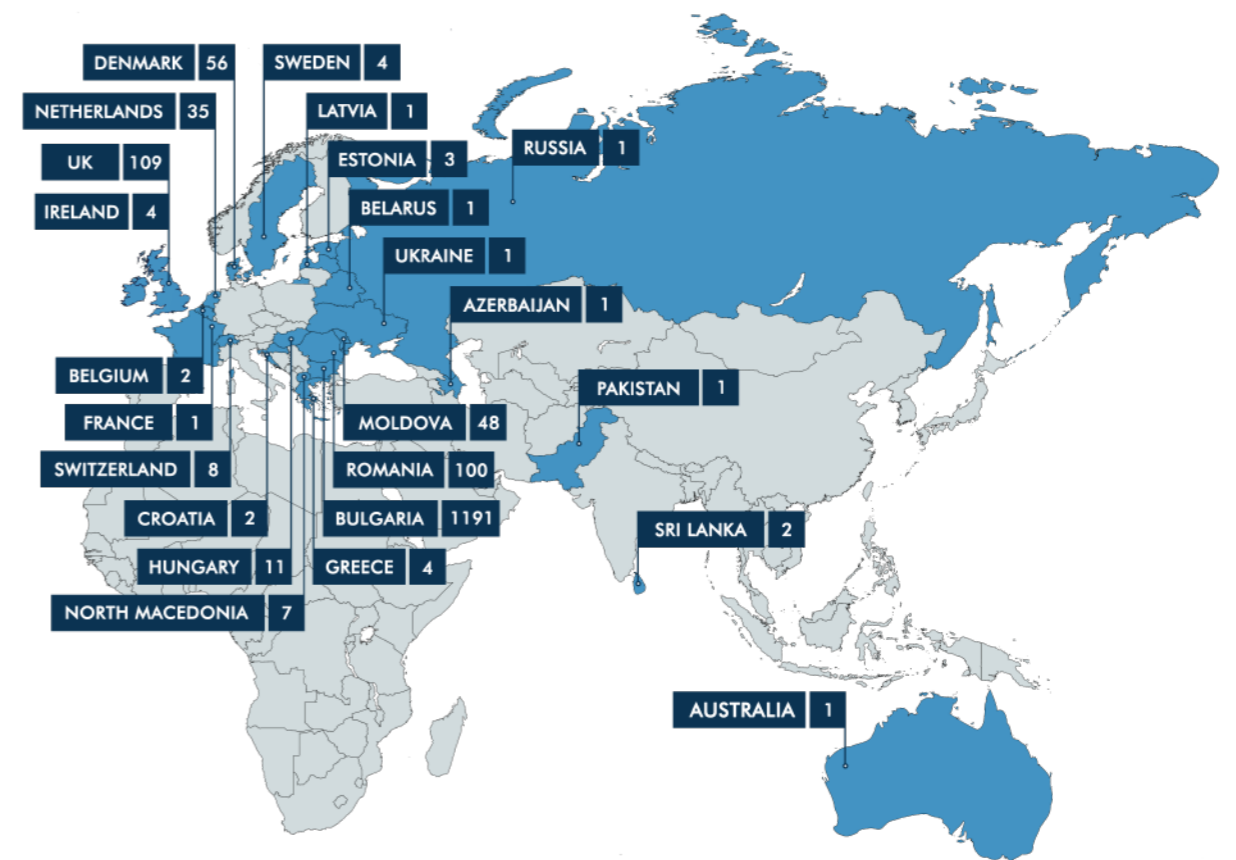 DENMARK 56
SWEDEN 4
NETHERLANDS 35
LATVIA 1
UK 109
ESTONIA 3
RUSSIA 1
IRELAND 4
BELARUS 1
UKRAINE 1
AZERBAIJAN 1
BELGIUM 2
PAKISTAN 1
FRANCE 1
MOLDOVA 48
SWITZERLAND 8
ROMANIA 100
CROATIA 2
BULGARIA 1191
SRI LANKA 2
HUNGARY 11
GREECE 4
NORTH MACEDONIA 7
AUSTRALIA 1